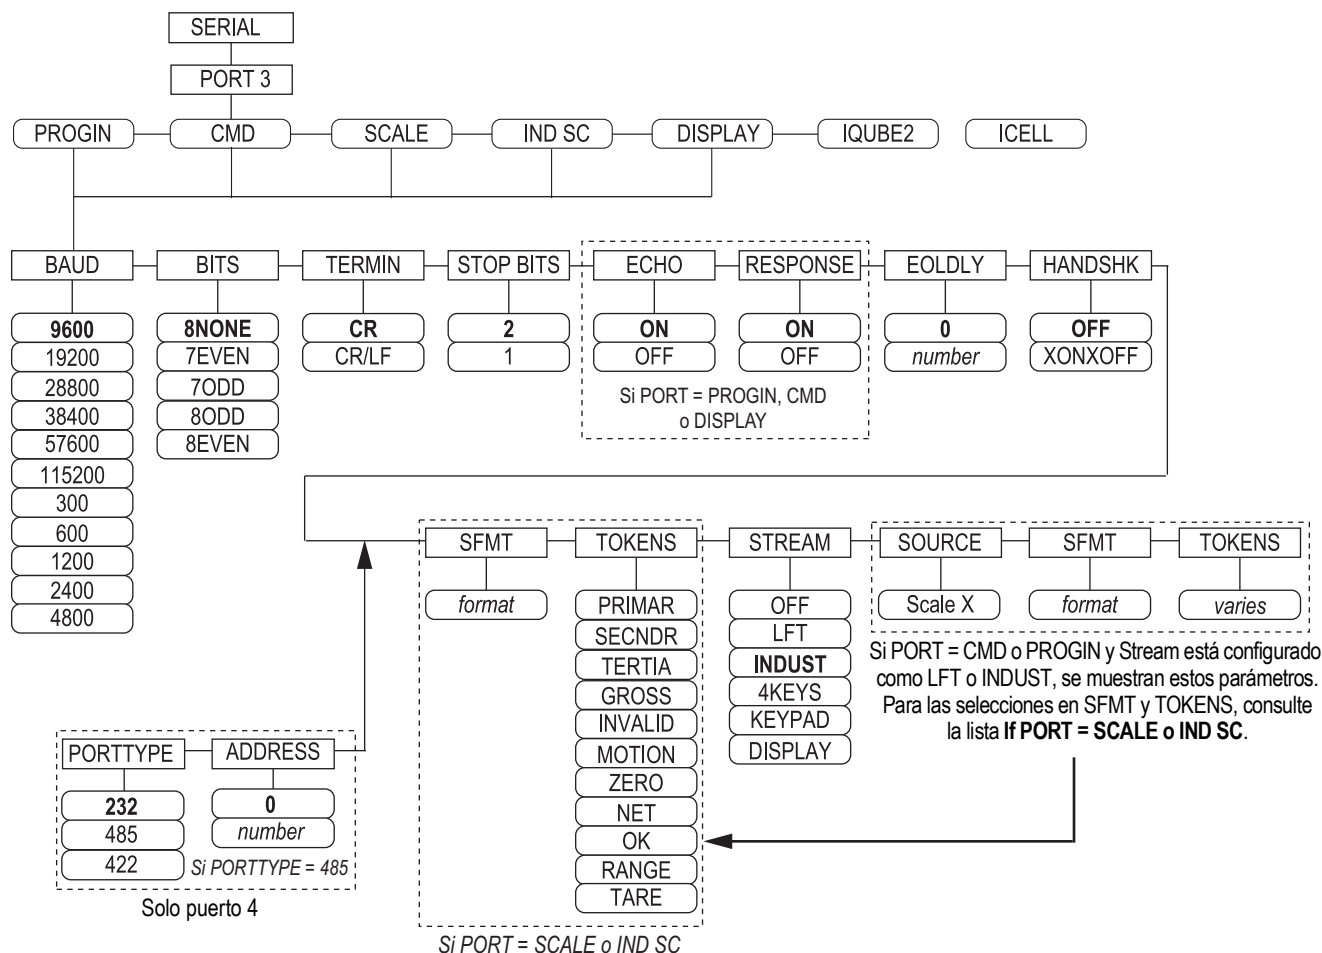 SERIAL
PORT 3
PROGIN CMD SCALE IND SC DISPLAY IQUBE2 ICELL
BAUD BITS TERMIN STOP BITS ECHO RESPONSE EOLDLY HANDSHK
9600 8NONE CR 2 ON ON 0 OFF
19200 7EVEN CR/LF 1 OFF OFF number XONXOFF
28800 7ODD
38400 8ODD
57600 8EVEN
115200
300
600
1200
2400
4800
Si PORT = PROGIN, CMD
o DISPLAY
SFMT TOKENS STREAM SOURCE SFMT TOKENS
format PRIMAR OFF Scale X format varies
SECNDR LFT
TERTIA INDUST
GROSS 4KEYS
INVALID KEYPAD
MOTION DISPLAY
ZERO
NET
OK
RANGE
TARE
Si PORT = CMD o PROGIN y Stream está configurado
como LFT o INDUST, se muestran estos parámetros.
Para las selecciones en SFMT y TOKENS, consulte
la lista If PORT = SCALE o IND SC.
PORTTYPE ADDRESS
232 0
485 number
422 Si PORTTYPE = 485
Solo puerto 4
Si PORT = SCALE o IND SC